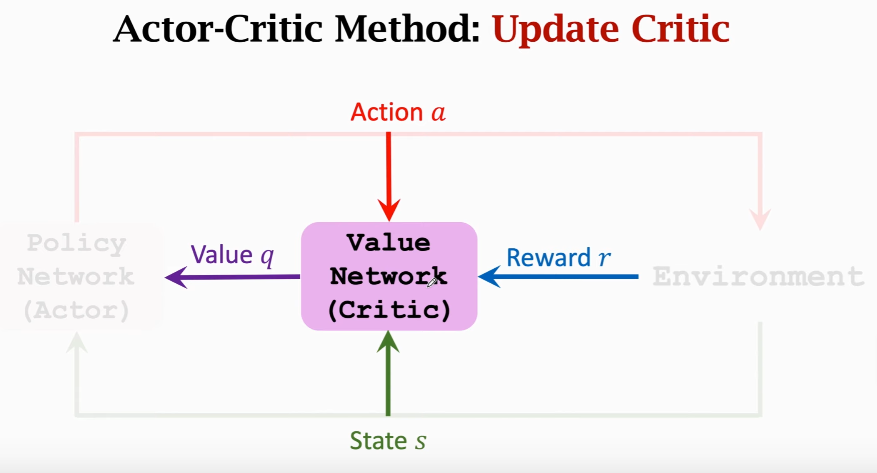 Actor-Critic Method: Update Critic
Action a
Policy
Network
(Actor)
Value q
Value
Network
(Critic)
Reward r
Environment
State s